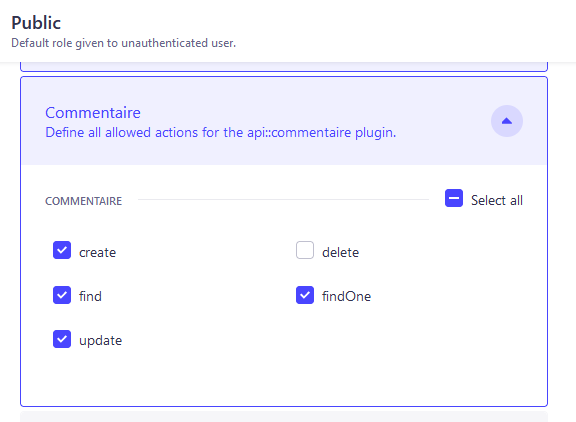 Public
Default role given to unauthenticated user.
Commentaire
Define all allowed actions for the api::commentaire plugin.
COMMENTAIRE
Select all
create
delete
find
findOne
update